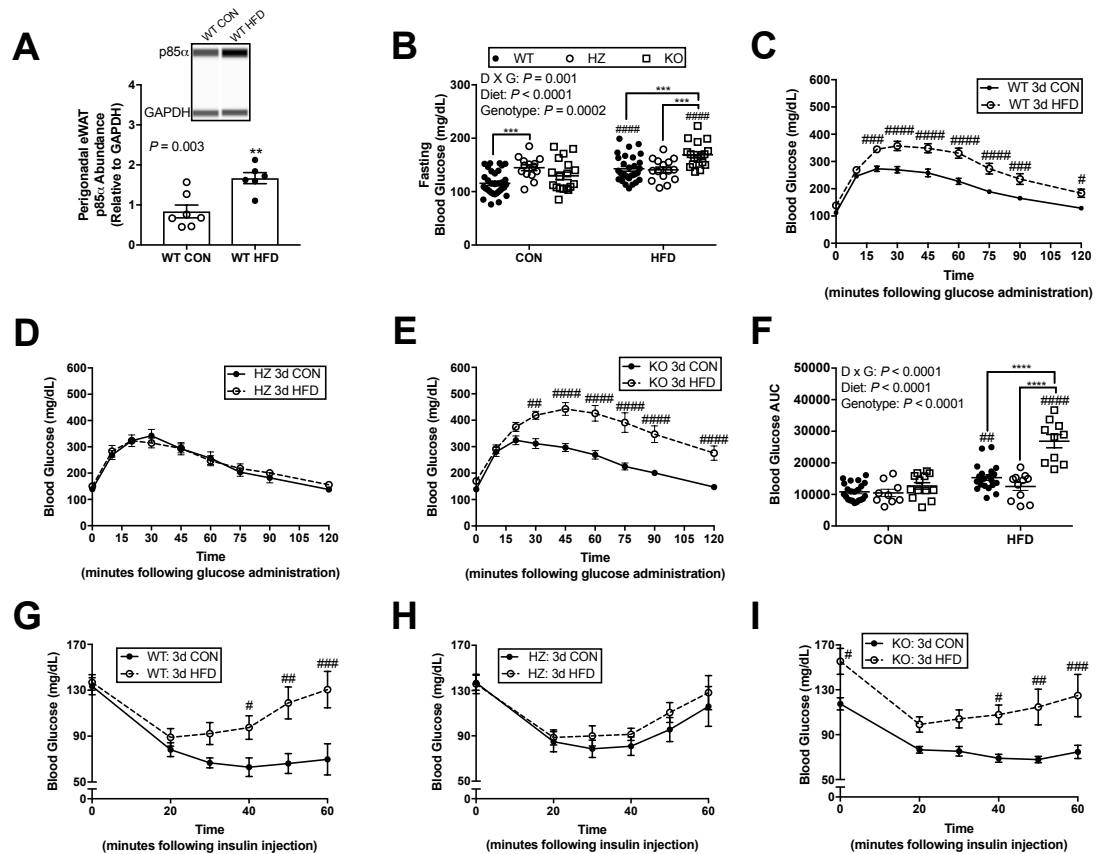 A
WT CON
WT HFD
p85α
GAPDH
Perigonadal eWAT
p85α Abundance
(Relative to GAPDH)
4
3
2
1
0
P = 0.003
**
WT CON
WT HFD
B
WT
HZ
KO
D X G: P = 0.001
Diet: P < 0.0001
Genotype: P = 0.0002
***
***
***
####
####
Fasting
Blood Glucose (mg/dL)
300
200
100
0
CON
HFD
C
WT 3d CON
WT 3d HFD
Blood Glucose (mg/dL)
600
500
400
300
200
100
0
###
####
####
####
####
###
#
0 15 30 45 60 75 90 105 120
Time
(minutes following glucose administration)
D
HZ 3d CON
HZ 3d HFD
Blood Glucose (mg/dL)
600
500
400
300
200
100
0
0 15 30 45 60 75 90 105 120
Time
(minutes following glucose administration)
E
KO 3d CON
KO 3d HFD
Blood Glucose (mg/dL)
600
500
400
300
200
100
0
##
####
####
####
####
####
0 15 30 45 60 75 90 105 120
Time
(minutes following glucose administration)
F
D x G: P < 0.0001
Diet: P < 0.0001
Genotype: P < 0.0001
****
****
####
##
Blood Glucose AUC
50000
40000
30000
20000
10000
0
CON
HFD
G
WT: 3d CON
WT: 3d HFD
Blood Glucose (mg/dL)
170
130
90
50
0
#
##
###
0 20 40 60
Time
(minutes following insulin injection)
H
HZ: 3d CON
HZ: 3d HFD
Blood Glucose (mg/dL)
170
130
90
50
0
0 20 40 60
Time
(minutes following insulin injection)
I
KO: 3d CON
KO: 3d HFD
Blood Glucose (mg/dL)
170
130
90
50
0
#
#
##
###
0 20 40 60
Time
(minutes following insulin injection)